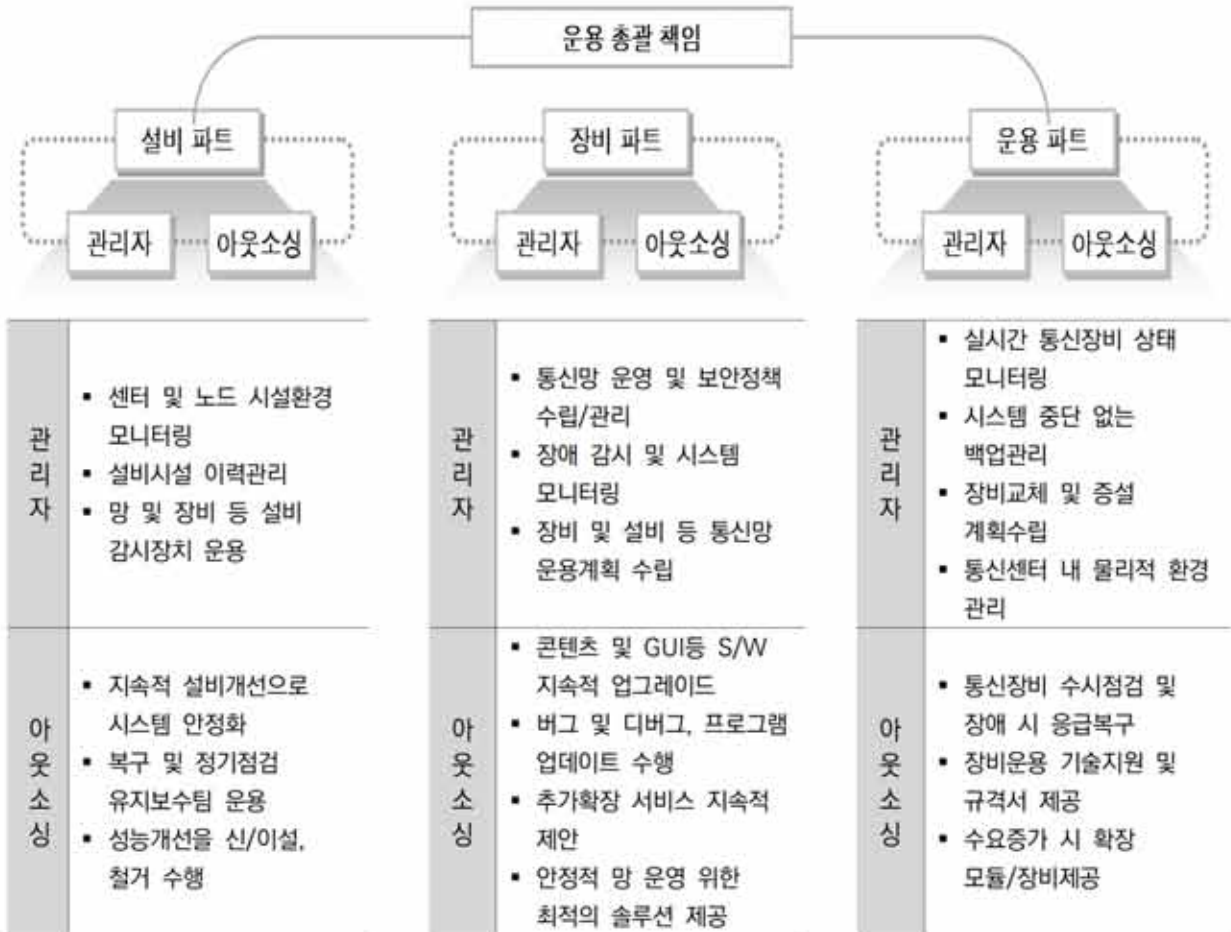 운용 총괄 책임
설비 파트
장비 파트
운용 파트
관리자
아웃소싱
관리자
아웃소싱
관리자
아웃소싱
관리자
▪ 센터 및 노드 시설환경
모니터링
▪ 설비시설 이력관리
▪ 망 및 장비 등 설비
감시장치 운용
아웃소싱
▪ 지속적 설비개선으로
시스템 안정화
▪ 복구 및 정기점검
유지보수팀 운용
▪ 성능개선을 신/이설,
철거 수행
관리자
▪ 통신망 운영 및 보안정책
수립/관리
▪ 장애 감시 및 시스템
모니터링
▪ 장비 및 설비 등 통신망
운용계획 수립
아웃소싱
▪ 콘텐츠 및 GUI등 S/W
지속적 업그레이드
▪ 버그 및 디버그, 프로그램
업데이트 수행
▪ 추가확장 서비스 지속적
제안
▪ 안정적 망 운영 위한
최적의 솔루션 제공
관리자
▪ 실시간 통신장비 상태
모니터링
▪ 시스템 중단 없는
백업관리
▪ 장비교체 및 증설
계획수립
▪ 통신센터 내 물리적 환경
관리
아웃소싱
▪ 통신장비 수시점검 및
장애 시 응급복구
▪ 장비운용 기술지원 및
규격서 제공
▪ 수요증가 시 확장
모듈/장비제공